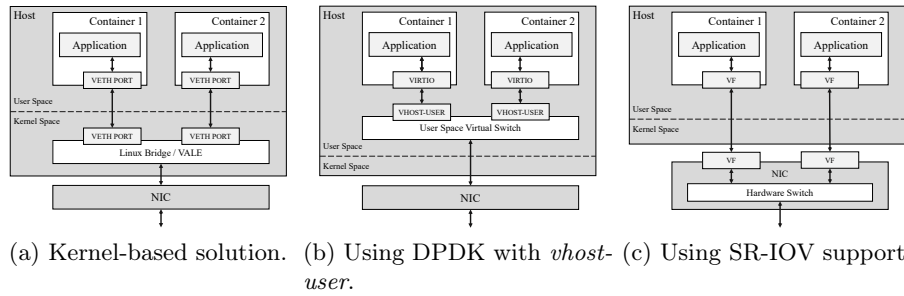 Host
Container 1
Container 2
Application
Application
VETH PORT
VETH PORT
User Space
Kernel Space
VETH PORT
VETH PORT
Linux Bridge / VALE
NIC
(a) Kernel-based solution.
Host
Container 1
Container 2
Application
Application
VIRTIO
VIRTIO
VHOST-USER
VHOST-USER
User Space Virtual Switch
User Space
Kernel Space
NIC
(b) Using DPDK with vhost-
user.
Host
Container 1
Container 2
Application
Application
VF
VF
User Space
Kernel Space
VF
VF
NIC
Hardware Switch
(c) Using SR-IOV support